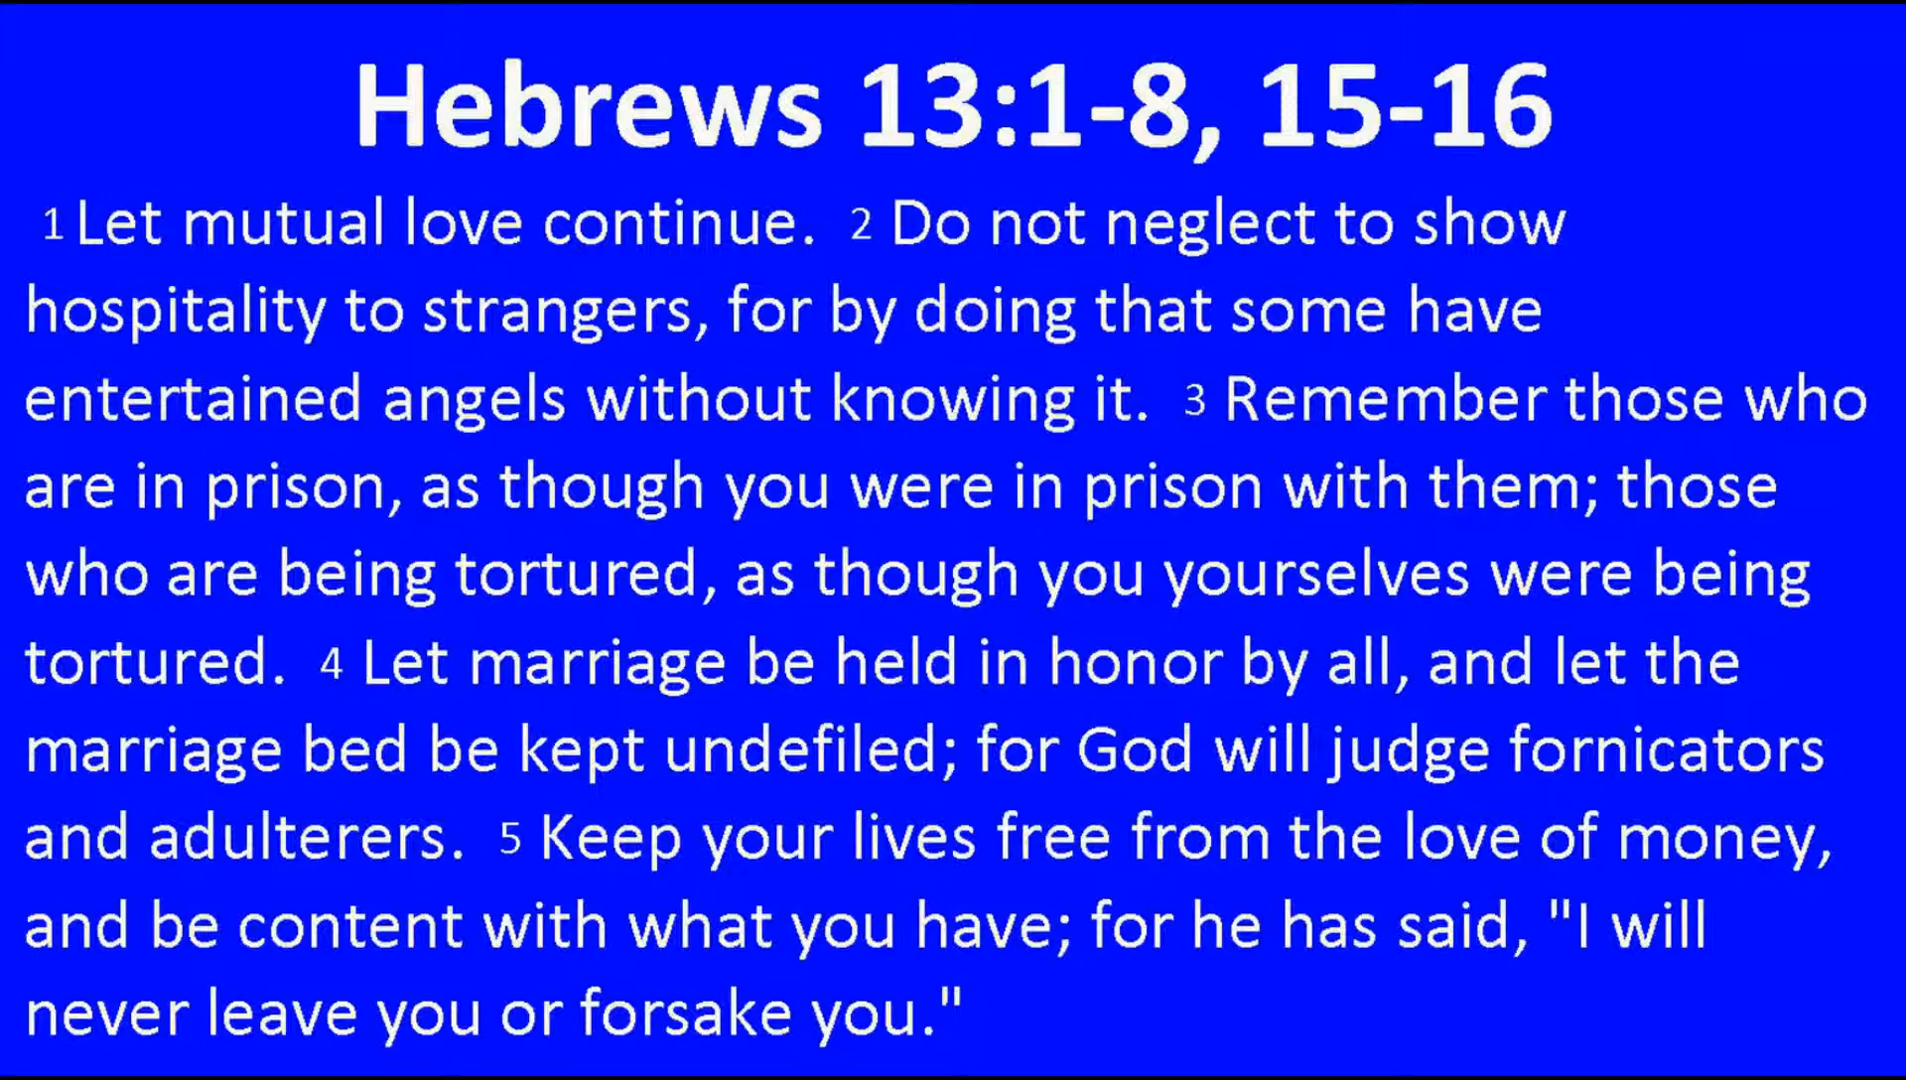 Hebrews 13:1-8, 15-16
1 Let mutual love continue. 2 Do not neglect to show
hospitality to strangers, for by doing that some have
entertained angels without knowing it. 3 Remember those who
are in prison, as though you were in prison with them; those
who are being tortured, as though you yourselves were being
tortured. 4 Let marriage be held in honor by all, and let the
marriage bed be kept undefiled; for God will judge fornicators
and adulterers. 5 Keep your lives free from the love of money,
and be content with what you have; for he has said, "I will
never leave you or forsake you."